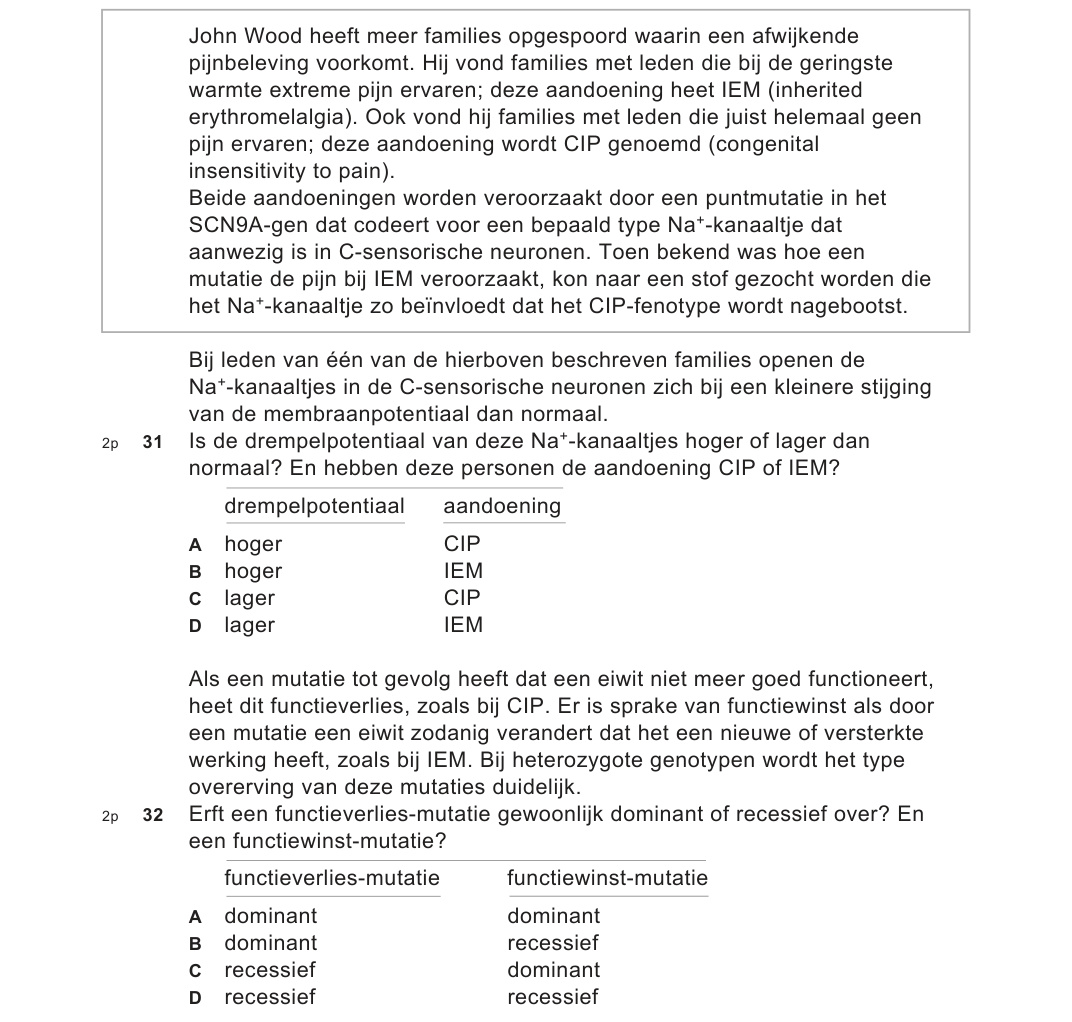 John Wood heeft meer families opgespoord waarin een afwijkende
pijnbeleving voorkomt. Hij vond families met leden die bij de geringste
warmte extreme pijn ervaren; deze aandoening heet IEM (inherited
erythromelalgia). Ook vond hij families met leden die juist helemaal geen
pijn ervaren; deze aandoening wordt CIP genoemd (congenital
insensitivity to pain).
Beide aandoeningen worden veroorzaakt door een puntmutatie in het
SCN9A-gen dat codeert voor een bepaald type Na⁺-kanaaltje dat
aanwezig is in C-sensorische neuronen. Toen bekend was hoe een
mutatie de pijn bij IEM veroorzaakt, kon naar een stof gezocht worden die
het Na⁺-kanaaltje zo beïnvloedt dat het CIP-fenotype wordt nagebootst.
Bij leden van één van de hierboven beschreven families openen de
Na⁺-kanaaltjes in de C-sensorische neuronen zich bij een kleinere stijging
van de membraanpotentiaal dan normaal.
2p 31 Is de drempelpotentiaal van deze Na⁺-kanaaltjes hoger of lager dan
normaal? En hebben deze personen de aandoening CIP of IEM?
drempelpotentiaal aandoening
A hoger CIP
B hoger IEM
C lager CIP
D lager IEM
Als een mutatie tot gevolg heeft dat een eiwit niet meer goed functioneert,
heet dit functieverlies, zoals bij CIP. Er is sprake van functiewinst als door
een mutatie een eiwit zodanig verandert dat het een nieuwe of versterkte
werking heeft, zoals bij IEM. Bij heterozygote genotypen wordt het type
overerving van deze mutaties duidelijk.
2p 32 Erft een functieverlies-mutatie gewoonlijk dominant of recessief over? En
een functiewinst-mutatie?
functieverlies-mutatie functiewinst-mutatie
A dominant dominant
B dominant recessief
C recessief dominant
D recessief recessief